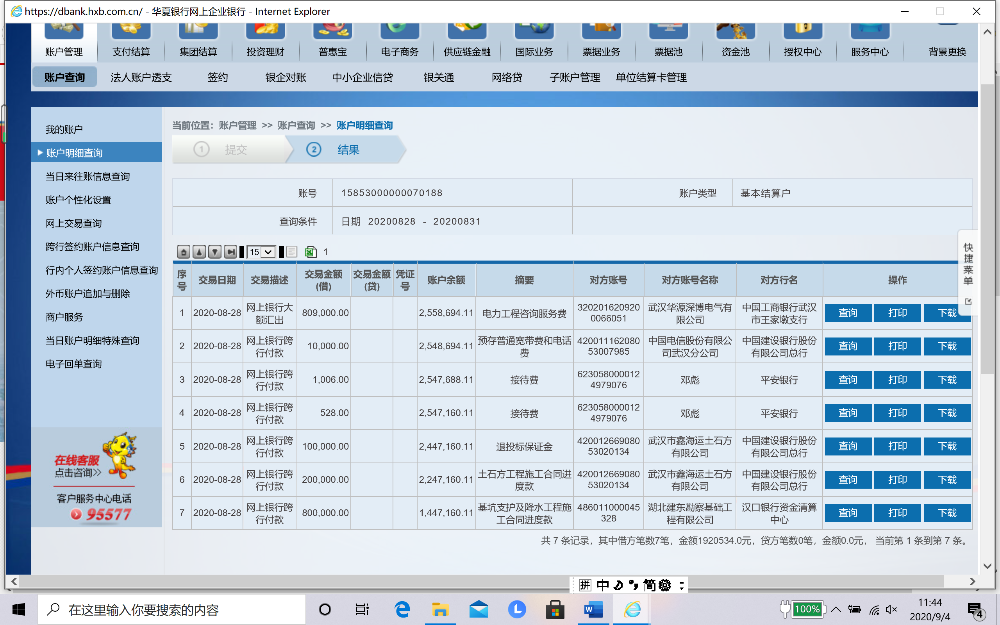 https://dbank.hxb.com.cn/ - 华夏银行网上企业银行 - Internet Explorer
账户管理 支付结算 集团结算 投资理财 普惠宝 电子商务 供应链金融 国际业务 票据业务 票据池 资金池 授权中心 服务中心 背景更换
账户查询 法人账户透支 签约 银企对账 中小企业信贷 银关通 网络贷 子账户管理 单位结算卡管理
我的账户
账户明细查询
当日来往账信息查询
账户个性化设置
网上交易查询
跨行签约账户信息查询
行内个人签约账户信息查询
外币账户追加与删除
商户服务
当日账户明细特殊查询
电子回单查询
在线客服
点击咨询>>
客户服务中心电话
95577
当前位置：账户管理 >> 账户查询 >> 账户明细查询
1 提交 2 结果
账号 15853000000070188 账户类型 基本结算户
查询条件 日期 20200828 - 20200831
15 1
序号 交易日期 交易描述 交易金额(借) 交易金额(贷) 凭证号 账户余额 摘要 对方账号 对方账号名称 对方行名 操作
1 2020-08-28 网上银行大额汇出 809,000.00 2,558,694.11 电力工程咨询服务费 3202016209200066051 武汉华源深博电气有限公司 中国工商银行武汉市王家墩支行 查询 打印 下载
2 2020-08-28 网上银行跨行付款 10,000.00 2,548,694.11 预存普通宽带费和电话费 42001116208053007985 中国电信股份有限公司武汉分公司 中国建设银行股份有限公司总行 查询 打印 下载
3 2020-08-28 网上银行跨行付款 1,006.00 2,547,688.11 接待费 6230580000124979076 邓彪 平安银行 查询 打印 下载
4 2020-08-28 网上银行跨行付款 528.00 2,547,160.11 接待费 6230580000124979076 邓彪 平安银行 查询 打印 下载
5 2020-08-28 网上银行跨行付款 100,000.00 2,447,160.11 退投标保证金 42001266908053020134 武汉市鑫海运土石方有限公司 中国建设银行股份有限公司总行 查询 打印 下载
6 2020-08-28 网上银行跨行付款 200,000.00 2,247,160.11 土石方工程施工合同进度款 42001266908053020134 武汉市鑫海运土石方有限公司 中国建设银行股份有限公司总行 查询 打印 下载
7 2020-08-28 网上银行跨行付款 800,000.00 1,447,160.11 基坑支护及降水工程施工合同进度款 486011000045328 湖北建东勘察基础工程有限公司 汉口银行资金清算中心 查询 打印 下载
共 7 条记录，其中借方笔数7笔，金额1920534.0元，贷方笔数0笔，金额0.0元， 当前第 1 条到第 7 条。
快捷菜单
拼 中 简
在这里输入你要搜索的内容
100%
11:44
2020/9/4
4